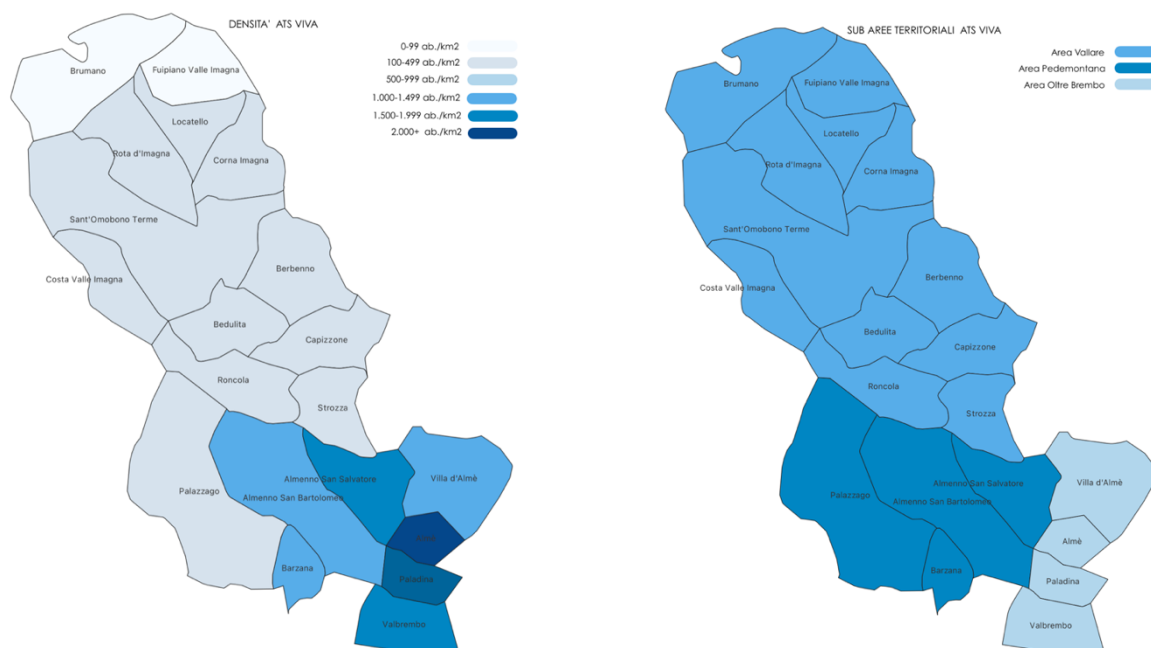 DENSITA' ATS VIVA
0-99 ab./km2
100-499 ab./km2
500-999 ab./km2
1.000-1.499 ab./km2
1.500-1.999 ab./km2
2.000+ ab./km2
Brumano
Fuipiano Valle Imagna
Locatello
Rota d'Imagna
Corna Imagna
Sant'Omobono Terme
Costa Valle Imagna
Berbenno
Bedulita
Capizzone
Roncola
Strozza
Almenno San Salvatore
Villa d'Almè
Palazzago
Almenno San Bartolomeo
Almè
Barzana
Paladina
Valbrembo
SUB AREE TERRITORIALI ATS VIVA
Area Vallare
Area Pedemontana
Area Oltre Brembo
Brumano
Fuipiano Valle Imagna
Locatello
Rota d'imagna
Corna Imagna
Sant'Omobono Terme
Costa Valle Imagna
Berbenno
Bedulita
Capizzone
Roncola
Strozza
Almenno San Salvatore
Villa d'Almè
Palazzago
Almenno San Bartolomeo
Almè
Barzana
Paladina
Valbrembo